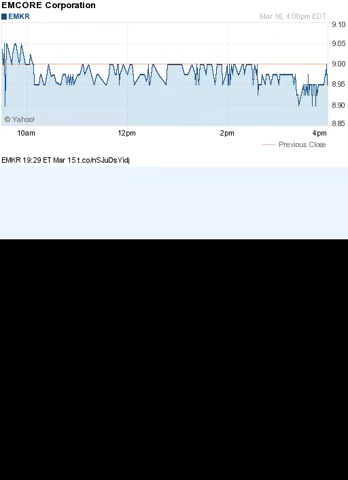 EMCORE Corporation
EMKR Mar 16, 4:00pm EDT
9.10
9.05
9.00
8.95
8.90
8.85
© Yahoo!
10am 12pm 2pm 4pm
Previous Close
EMKR 19:29 ET Mar 15 t.co/nSJuDsYidj